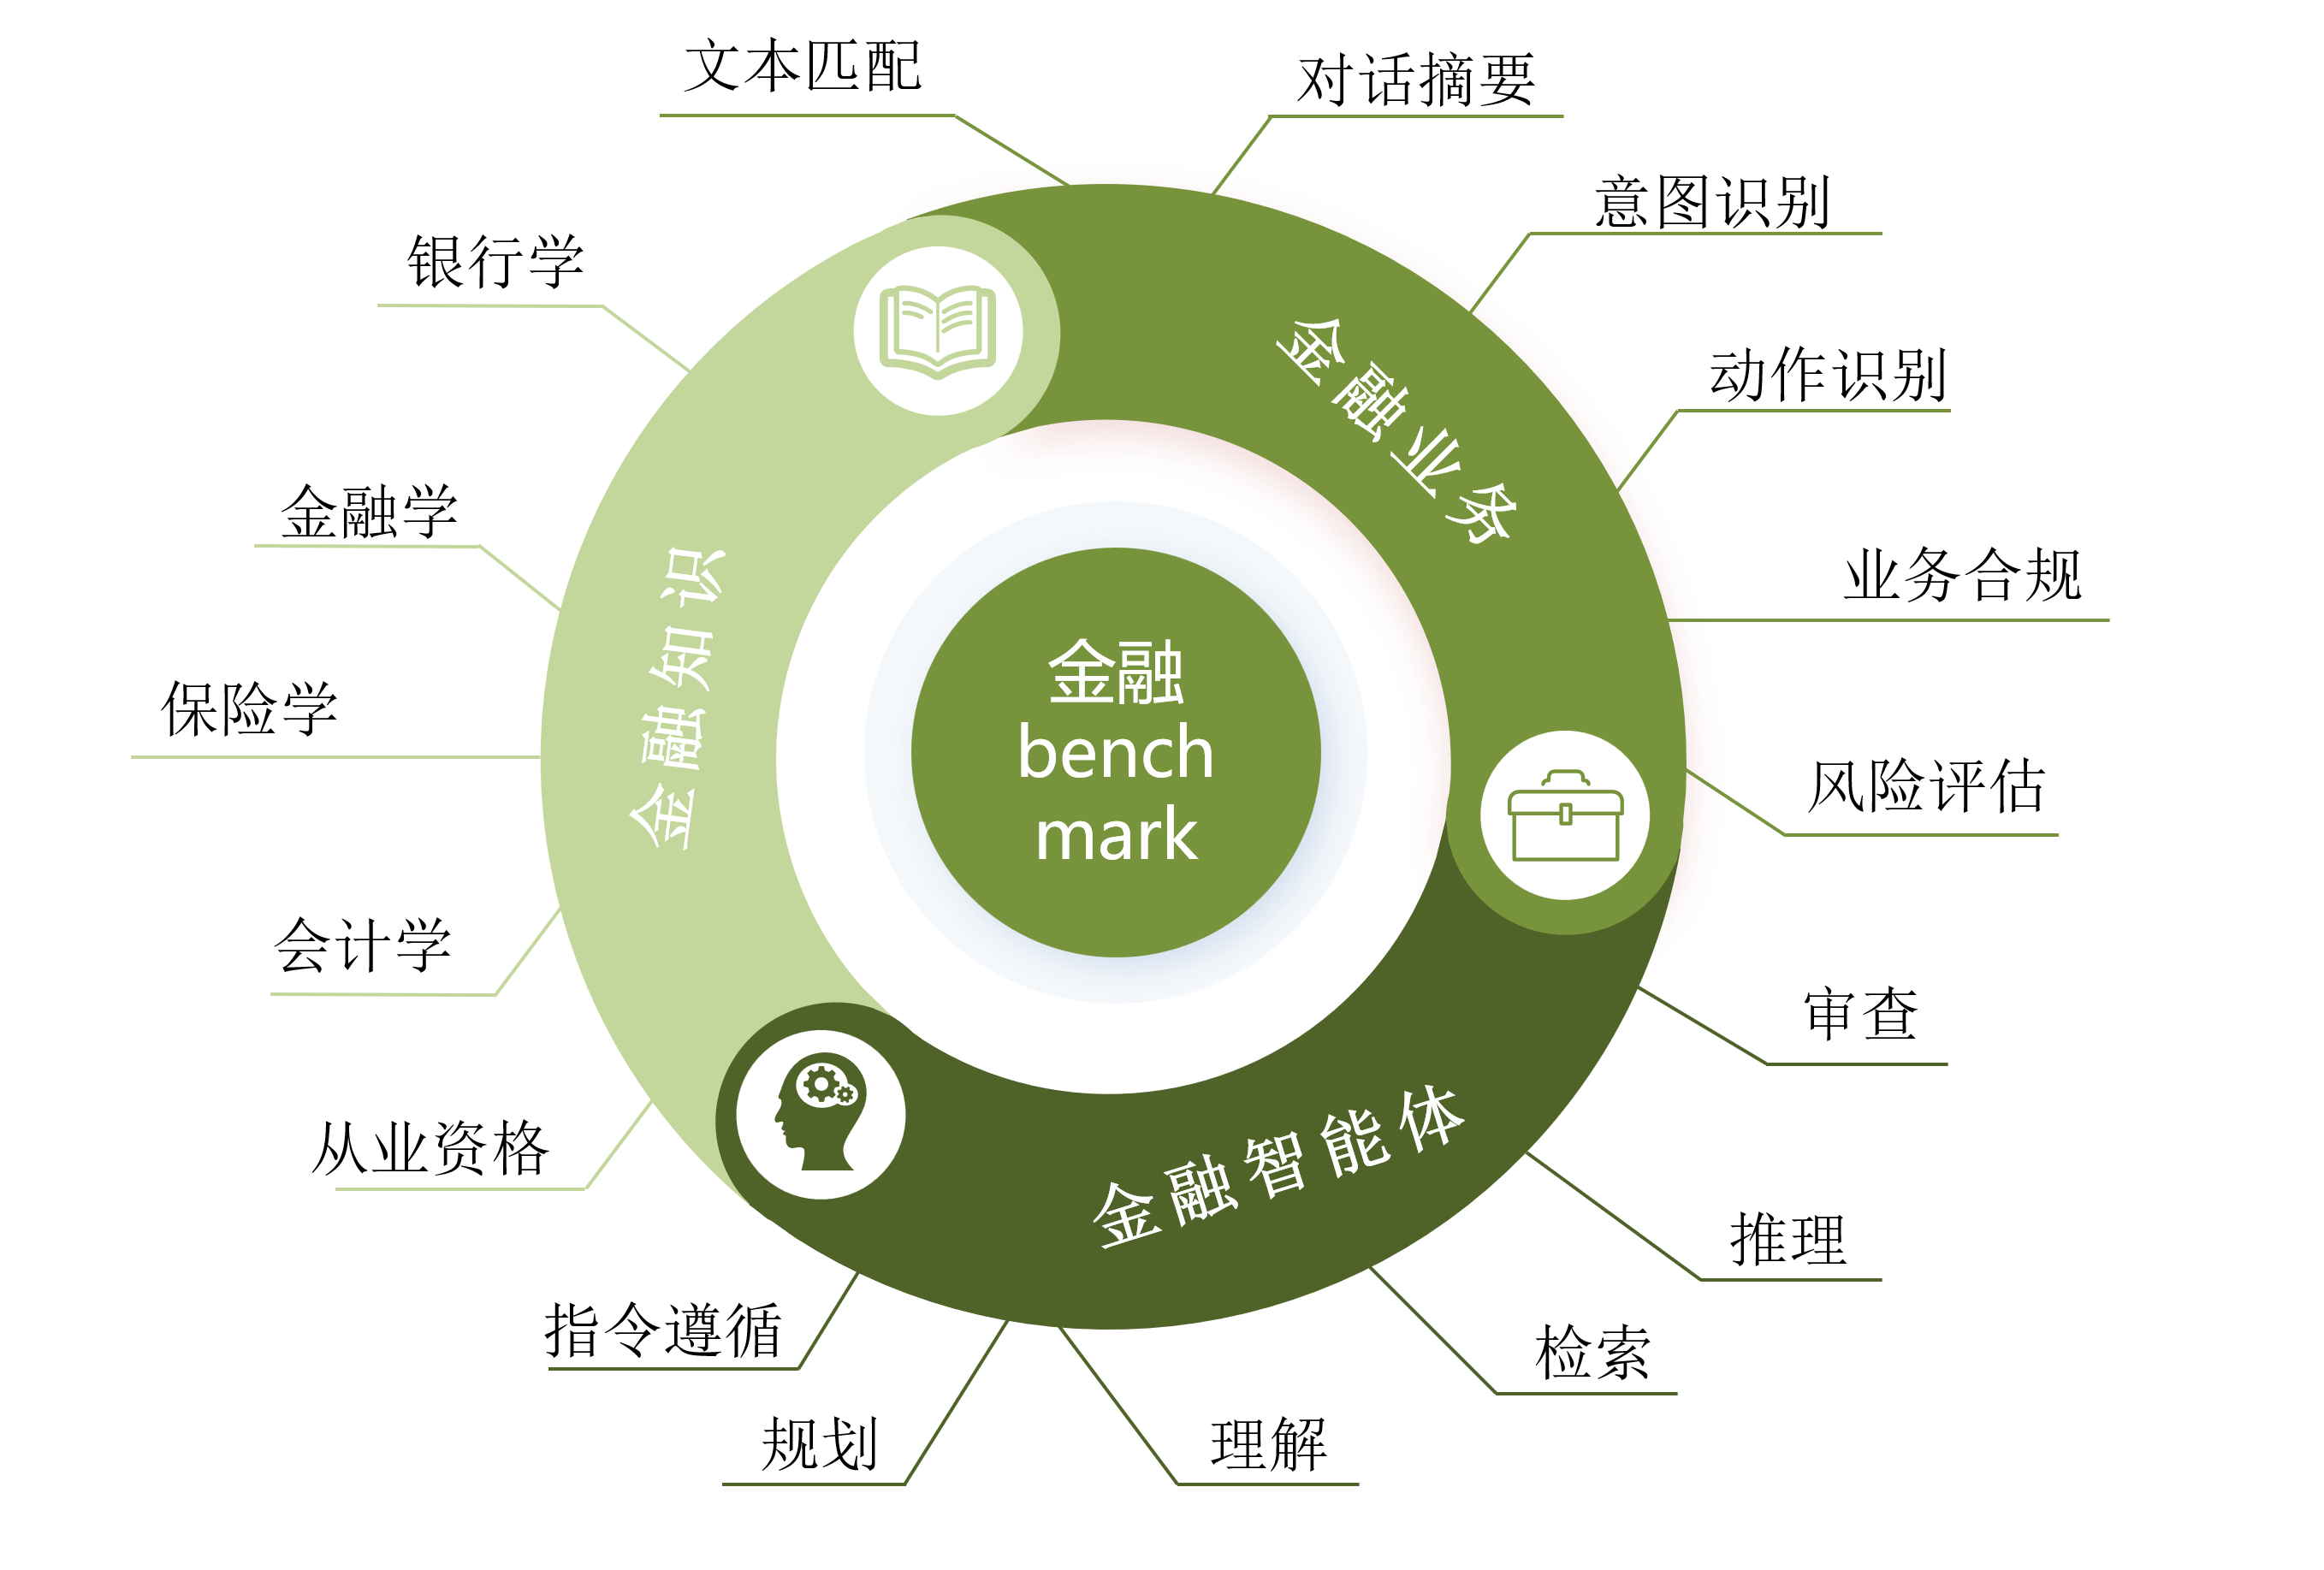 文本匹配
对话摘要
意图识别
动作识别
业务合规
风险评估
金融业务
银行学
金融学
保险学
会计学
从业资格
金融知识
金融
bench
mark
审查
推理
检索
理解
规划
指令遵循
金融智能体